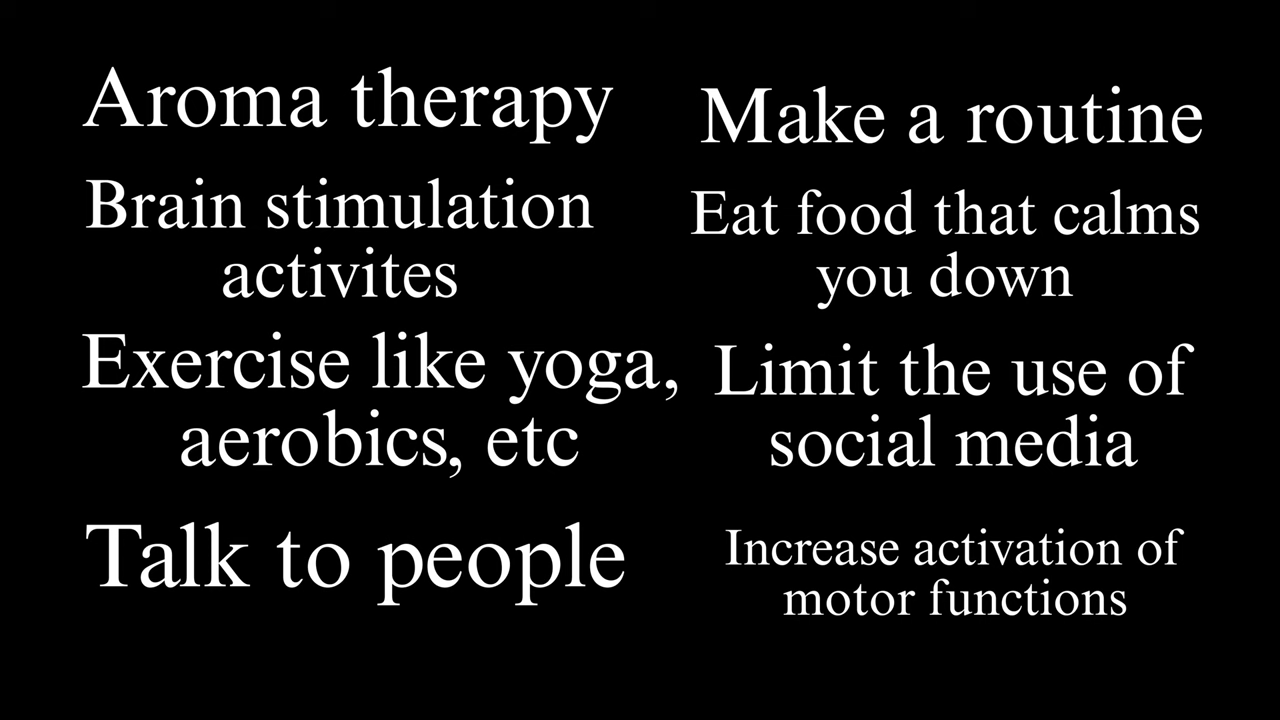 Aroma therapy
Brain stimulation
activites
Exercise like yoga,
aerobics, etc
Talk to people
Make a routine
Eat food that calms
you down
Limit the use of
social media
Increase activation of
motor functions